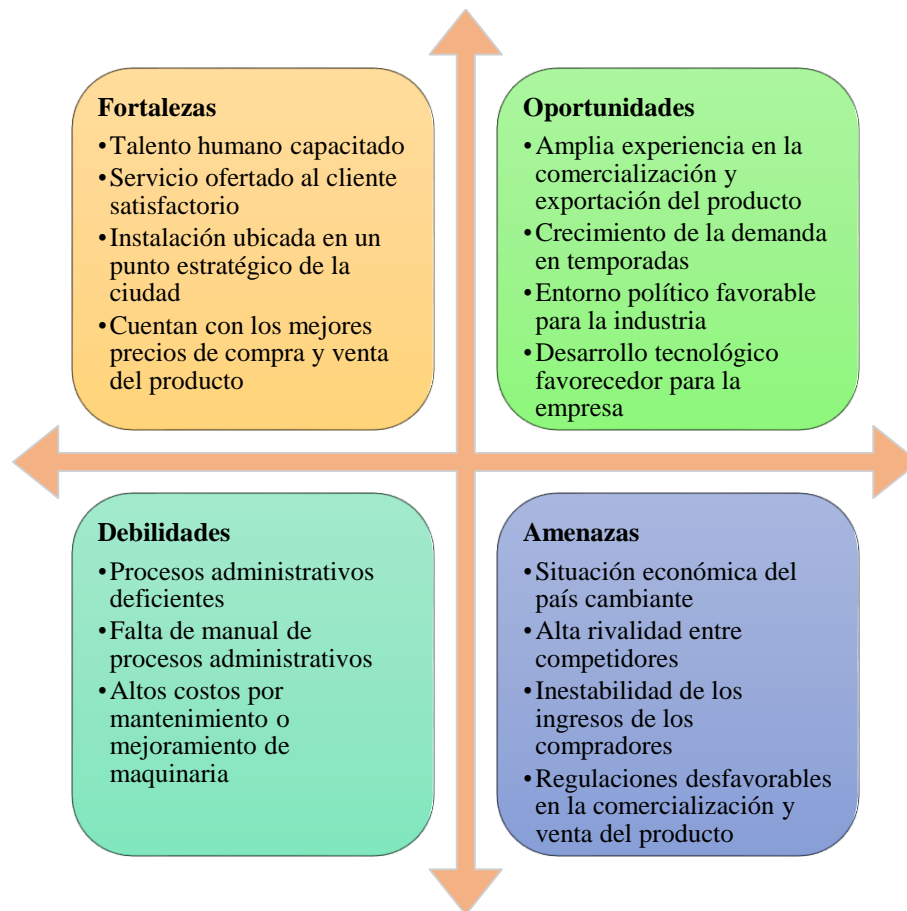 Fortalezas
•Talento humano capacitado
•Servicio ofertado al cliente
satisfactorio
•Instalación ubicada en un
punto estratégico de la
ciudad
•Cuentan con los mejores
precios de compra y venta
del producto
Oportunidades
•Amplia experiencia en la
comercialización y
exportación del producto
•Crecimiento de la demanda
en temporadas
•Entorno político favorable
para la industria
•Desarrollo tecnológico
favorecedor para la
empresa
Debilidades
•Procesos administrativos
deficientes
•Falta de manual de
procesos administrativos
•Altos costos por
mantenimiento o
mejoramiento de
maquinaria
Amenazas
•Situación económica del
país cambiante
•Alta rivalidad entre
competidores
•Inestabilidad de los
ingresos de los
compradores
•Regulaciones desfavorables
en la comercialización y
venta del producto